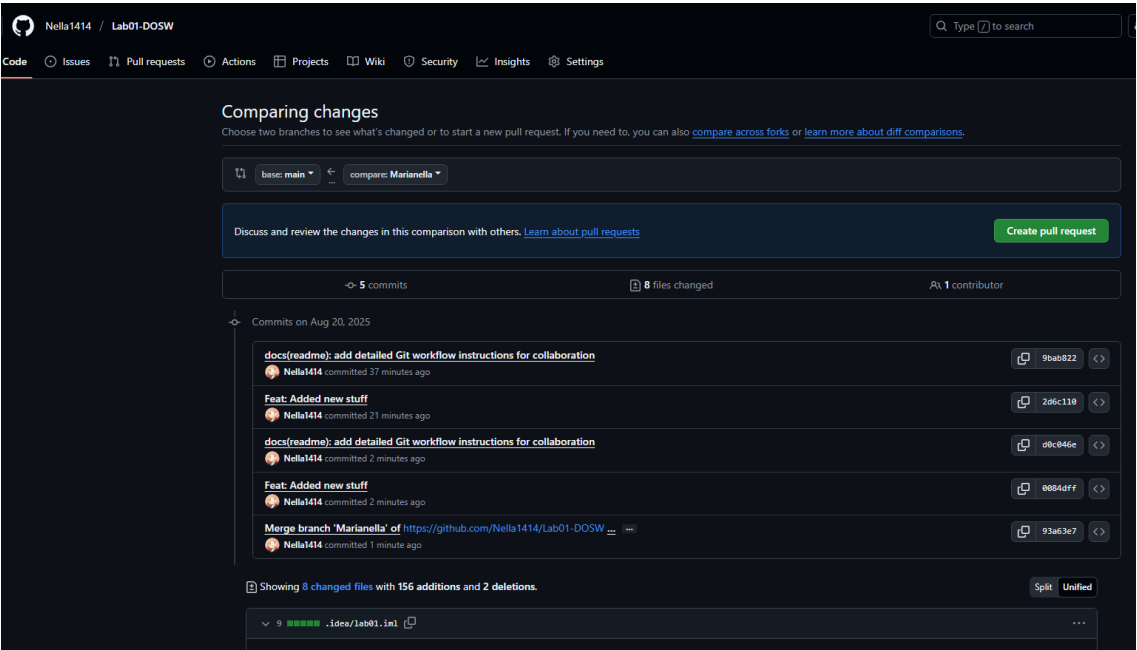 Nella1414 / Lab01-DOSW
Type / to search
Code Issues Pull requests Actions Projects Wiki Security Insights Settings
Comparing changes
Choose two branches to see what's changed or to start a new pull request. If you need to, you can also compare across forks or learn more about diff comparisons.
base: main ← ... compare: Marianella
Discuss and review the changes in this comparison with others. Learn about pull requests
Create pull request
5 commits
8 files changed
1 contributor
Commits on Aug 20, 2025
docs(readme): add detailed Git workflow instructions for collaboration
Nella1414 committed 37 minutes ago
9bab822
Feat: Added new stuff
Nella1414 committed 21 minutes ago
2d6c110
docs(readme): add detailed Git workflow instructions for collaboration
Nella1414 committed 2 minutes ago
d0c046e
Feat: Added new stuff
Nella1414 committed 2 minutes ago
0084dff
Merge branch 'Marianella' of https://github.com/Nella1414/Lab01-DOSW ... ...
Nella1414 committed 1 minute ago
93a63e7
Showing 8 changed files with 156 additions and 2 deletions.
Split Unified
9 .idea/lab01.iml